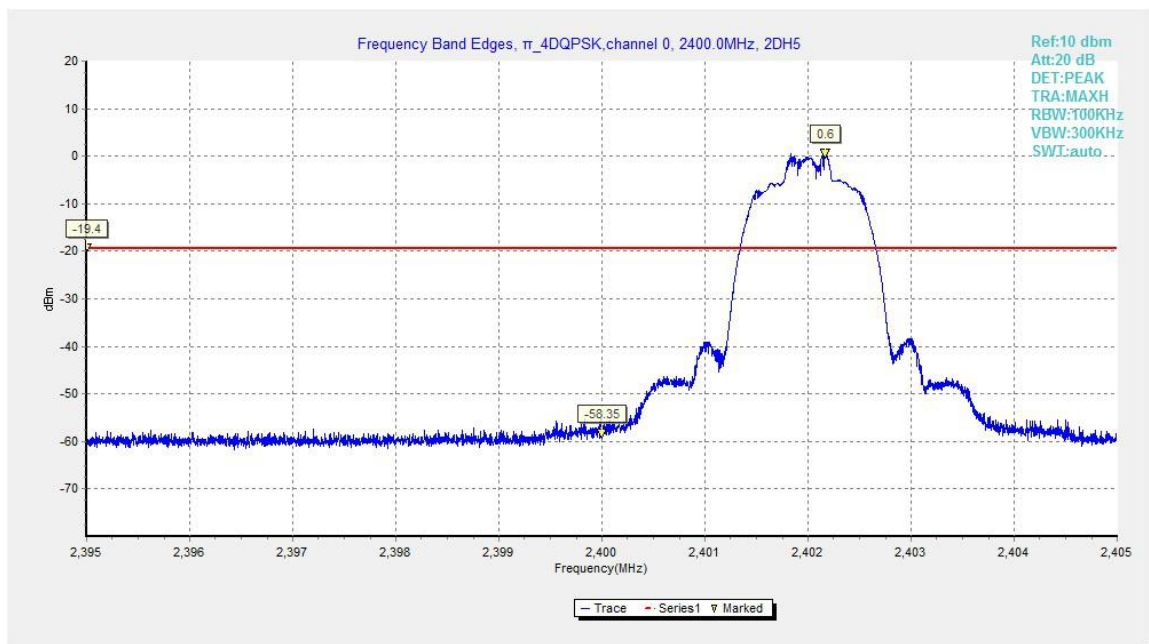 Frequency Band Edges, π_4DQPSK,channel 0, 2400.0MHz, 2DH5
Ref:10 dbm
Att:20 dB
DET:PEAK
TRA:MAXH
RBW:100KHz
VBW:300KHz
SWT:auto
20
10
0
-10
-20
-30
-40
-50
-60
-70
dBm
-19.4
0.6
-58.35
2,395 2,396 2,397 2,398 2,399 2,400 2,401 2,402 2,403 2,404 2,405
Frequency(MHz)
Trace Series1 Marked